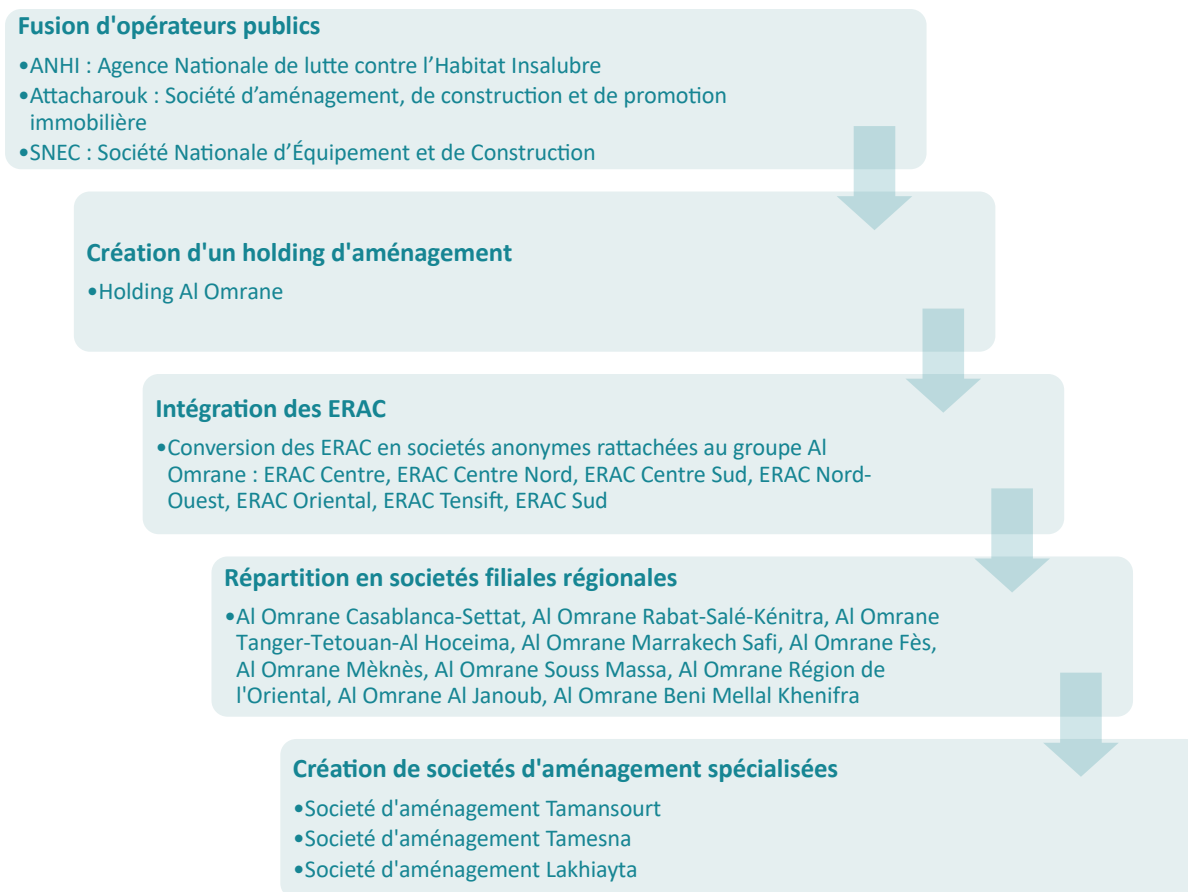 Fusion d'opérateurs publics
•ANHI : Agence Nationale de lutte contre l’Habitat Insalubre
•Attacharouk : Société d’aménagement, de construction et de promotion
immobilière
•SNEC : Société Nationale d’Équipement et de Construction
Création d'un holding d'aménagement
•Holding Al Omrane
Intégration des ERAC
•Conversion des ERAC en societés anonymes rattachées au groupe Al
Omrane : ERAC Centre, ERAC Centre Nord, ERAC Centre Sud, ERAC Nord-
Ouest, ERAC Oriental, ERAC Tensift, ERAC Sud
Répartition en societés filiales régionales
•Al Omrane Casablanca-Settat, Al Omrane Rabat-Salé-Kénitra, Al Omrane
Tanger-Tetouan-Al Hoceima, Al Omrane Marrakech Safi, Al Omrane Fès,
Al Omrane Mèknès, Al Omrane Souss Massa, Al Omrane Région de
l'Oriental, Al Omrane Al Janoub, Al Omrane Beni Mellal Khenifra
Création de societés d'aménagement spécialisées
•Societé d'aménagement Tamansourt
•Societé d'aménagement Tamesna
•Societé d'aménagement Lakhiayta